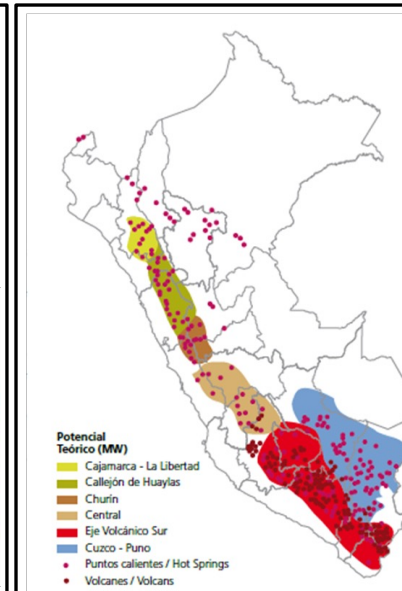 Potencial
Teórico (MW)
Cajamarca - La Libertad
Callejón de Huaylas
Churín
Central
Eje Volcánico Sur
Cuzco - Puno
Puntos calientes / Hot Springs
Volcanes / Volcans